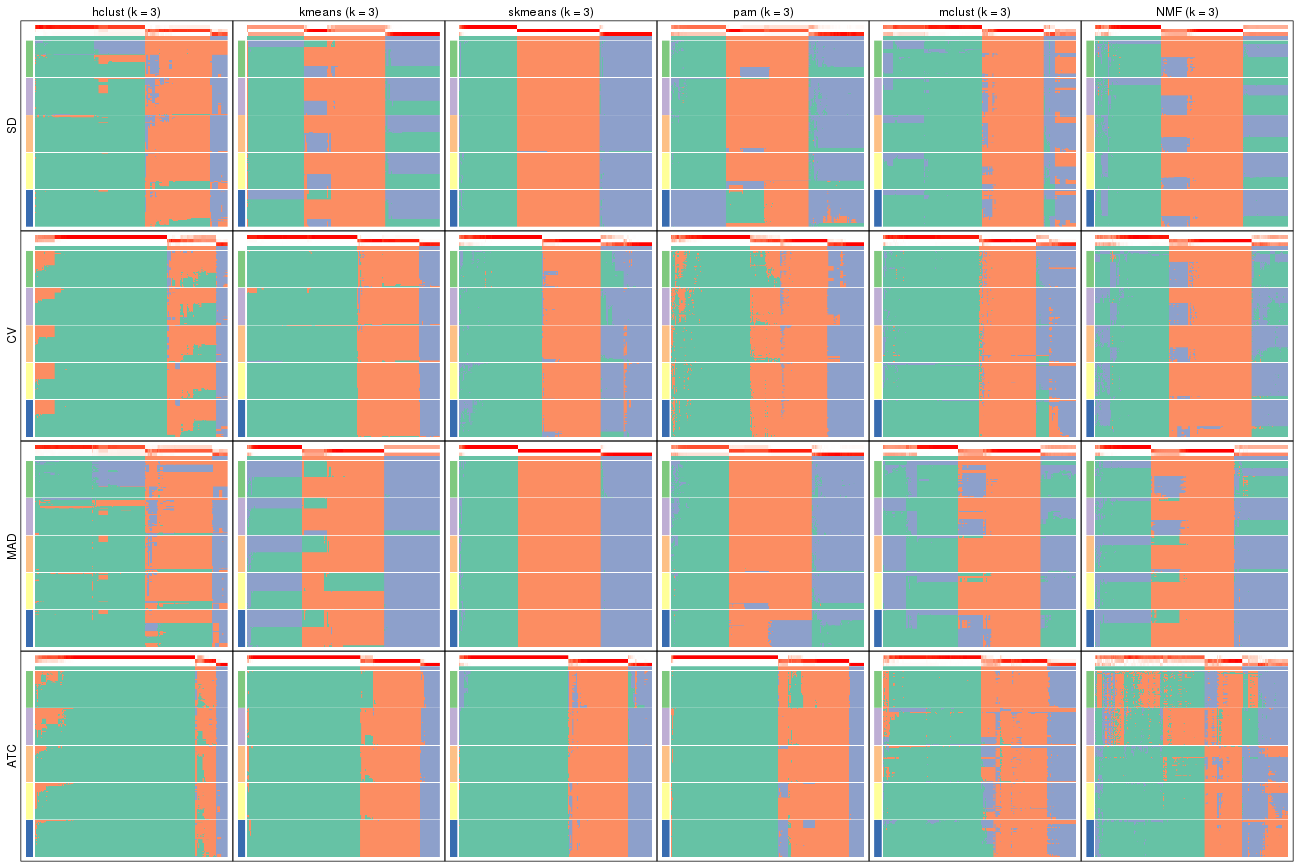 hclust (k = 3) kmeans (k = 3) skmeans (k = 3) pam (k = 3) mclust (k = 3) NMF (k = 3)
SD
CV
MAD
ATC